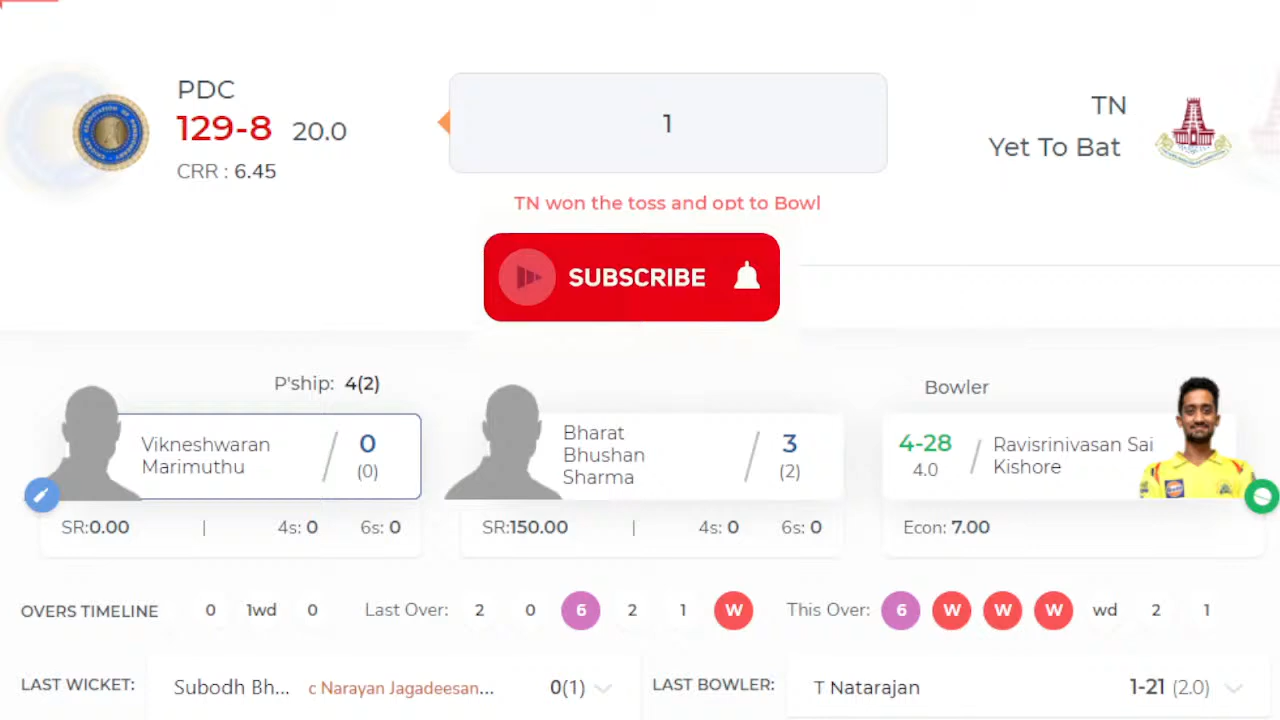 PDC
129-8 20.0
CRR : 6.45
1
TN
Yet To Bat
TN won the toss and opt to Bowl
SUBSCRIBE
P'ship: 4(2)
Vikneshwaran
Marimuthu
0
(0)
SR:0.00 | 4s: 0 6s: 0
Bharat
Bhushan
Sharma
3
(2)
SR:150.00 | 4s: 0 6s: 0
Bowler
4-28
4.0
Ravisrinivasan Sai
Kishore
Econ: 7.00
OVERS TIMELINE 0 1wd 0 Last Over: 2 0 6 2 1 W This Over: 6 W W W wd 2 1
LAST WICKET: Subodh Bh... c Narayan Jagadeesan... 0(1) LAST BOWLER: T Natarajan 1-21 (2.0)